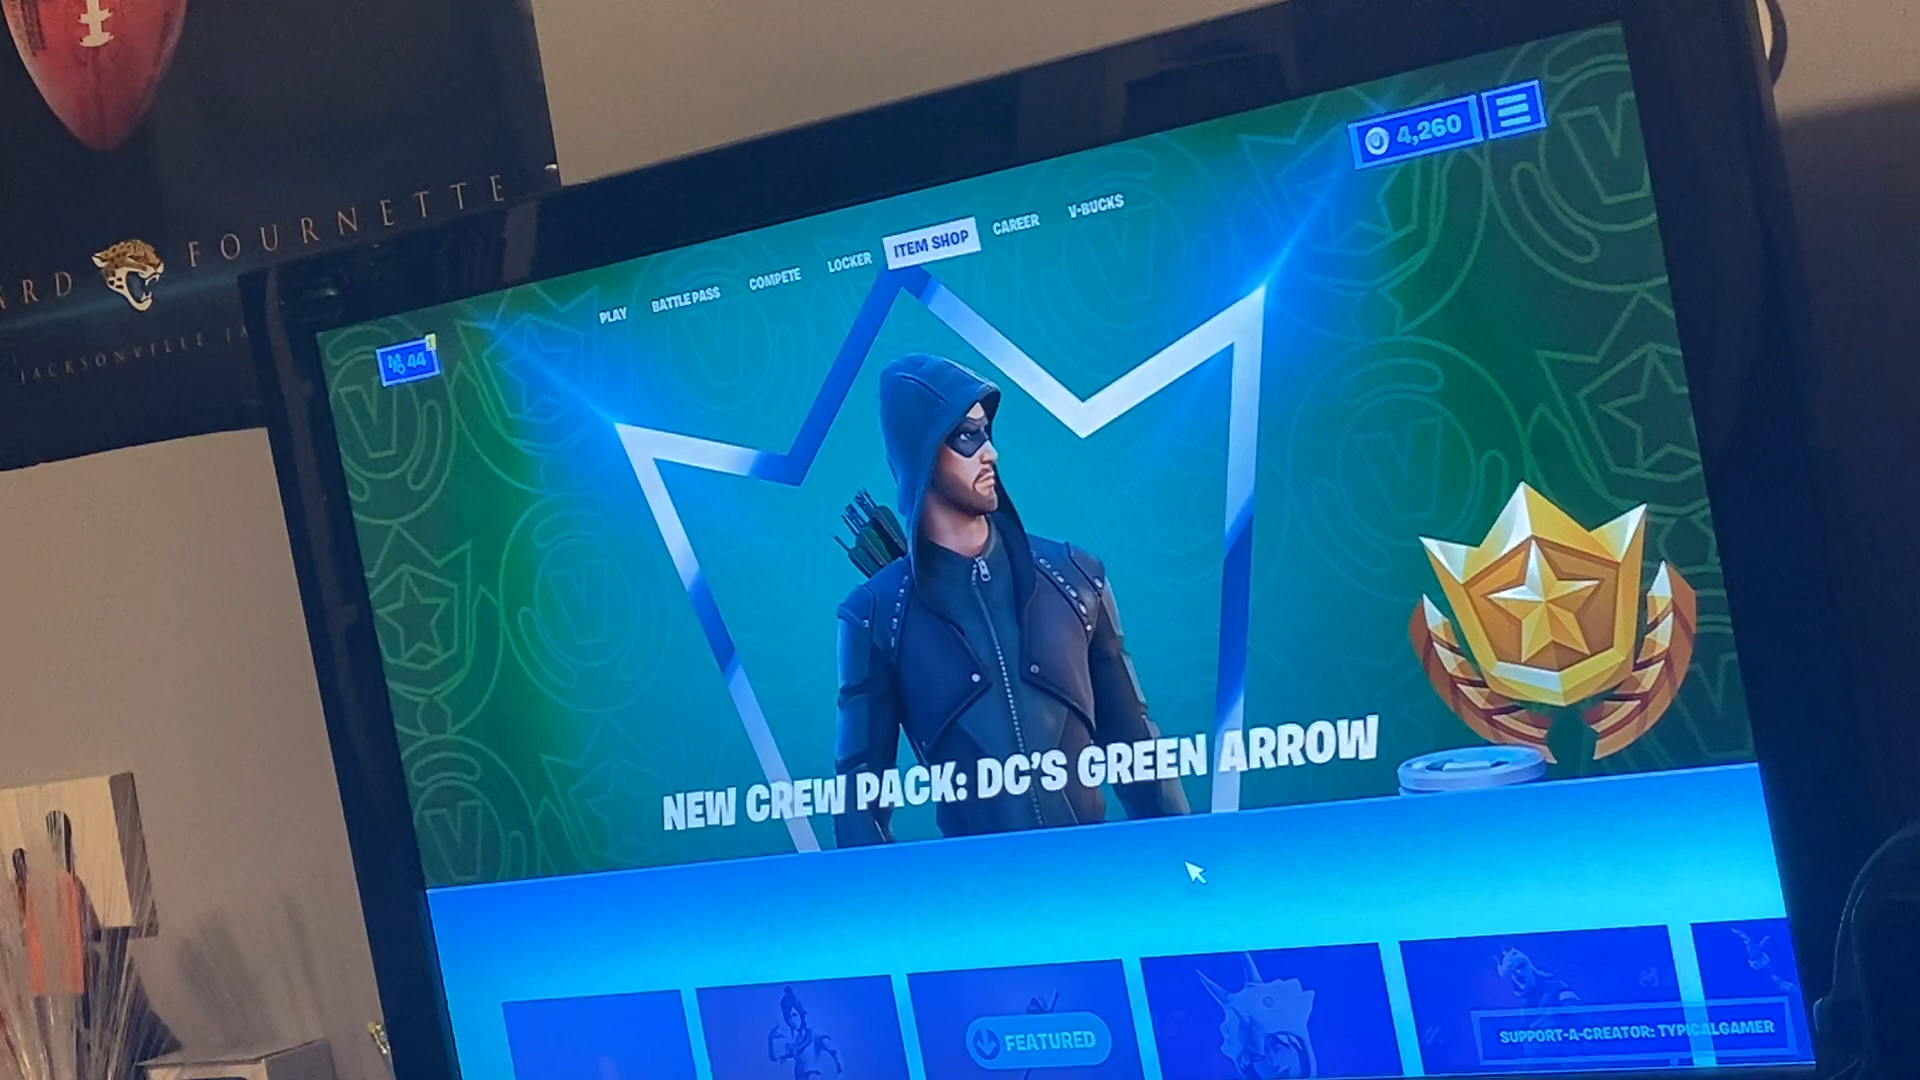 FOURNETTE
JACKSONVILLE
4,260
PLAY BATTLE PASS COMPETE LOCKER ITEM SHOP CAREER V-BUCKS
44
NEW CREW PACK: DC'S GREEN ARROW
FEATURED
SUPPORT-A-CREATOR: TYPICALGAMER